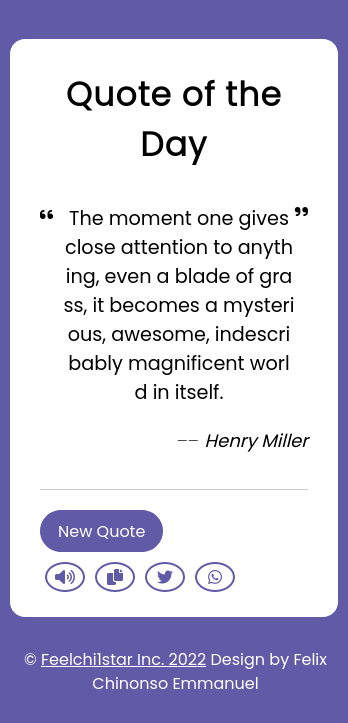 Quote of the
Day
“ The moment one gives ”
close attention to anyth
ing, even a blade of gra
ss, it becomes a mysteri
ous, awesome, indescri
bably magnificent worl
d in itself.
–– Henry Miller
New Quote
© Feelchi1star Inc. 2022 Design by Felix
Chinonso Emmanuel